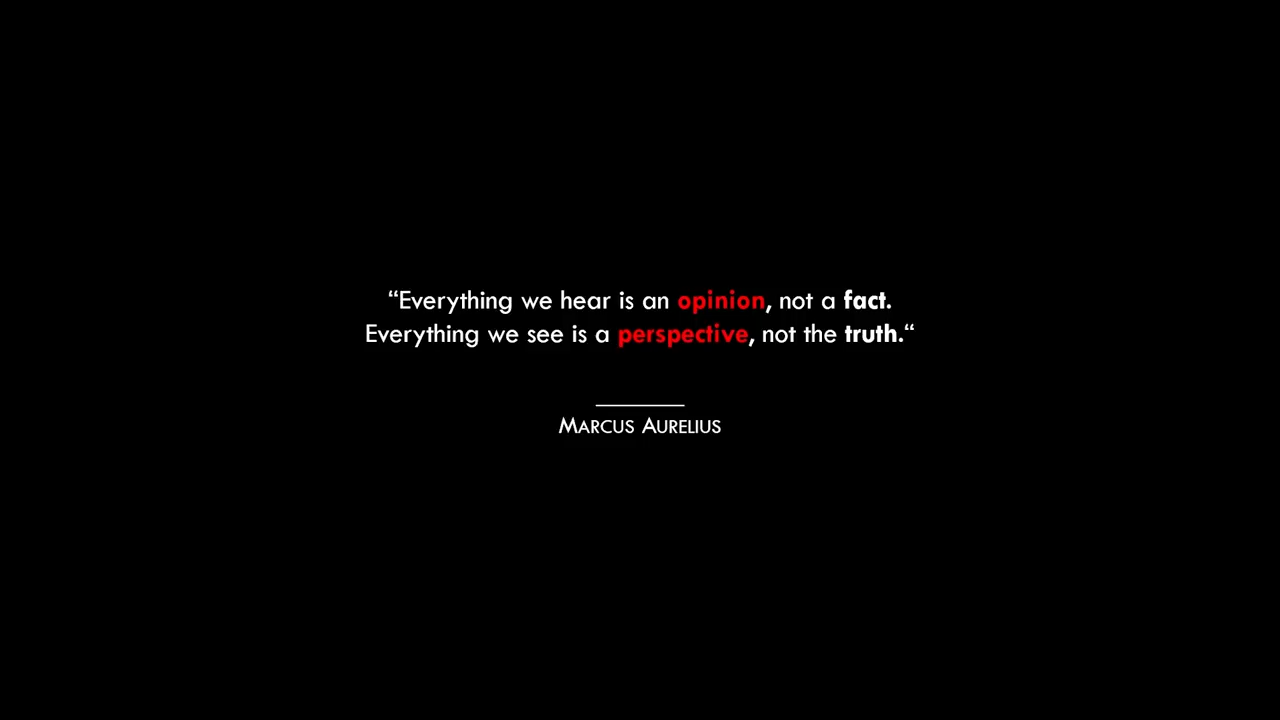 “Everything we hear is an opinion, not a fact.
Everything we see is a perspective, not the truth.“
MARCUS AURELIUS